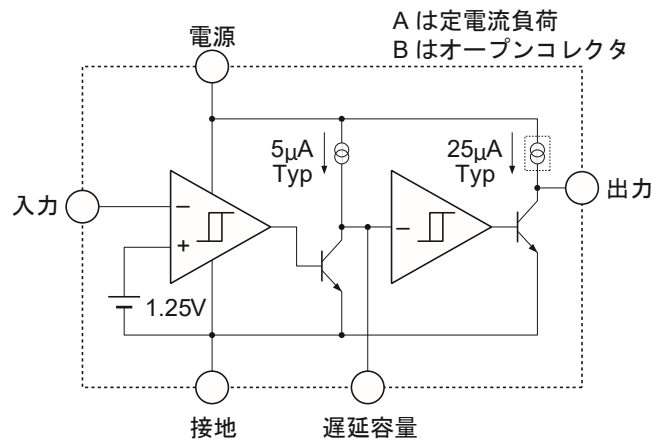 A は定電流負荷
B はオープンコレクタ
電源
5µA
Typ
25µA
Typ
入力
出力
−
+
−
1.25V
接地
遅延容量